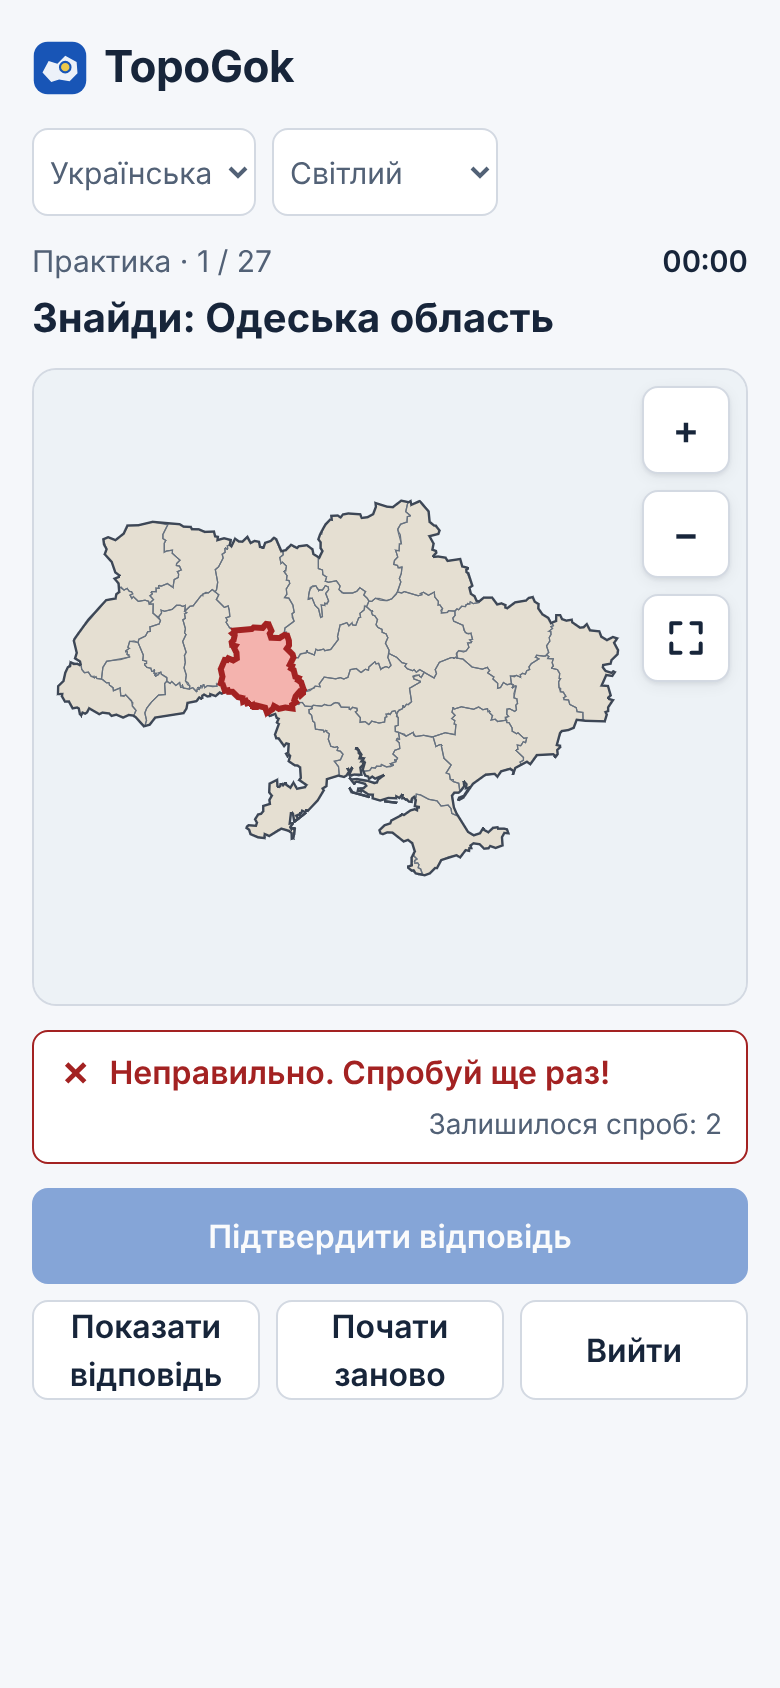 TopoGok
Українська
Світлий
Практика · 1 / 27
00:00
Знайди: Одеська область
+
−
✕ Неправильно. Спробуй ще раз!
Залишилося спроб: 2
Підтвердити відповідь
Показати
відповідь
Почати
заново
Вийти